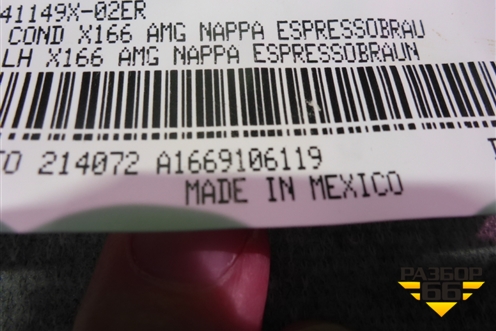 41149X-02ER
COND X166 AMG NAPPA ESPRESSOBRAU
LH X166 AMG NAPPA ESPRESSOBRAUN
TO 214072 A1669106119
MADE IN MEXICO
РАЗБОР
66